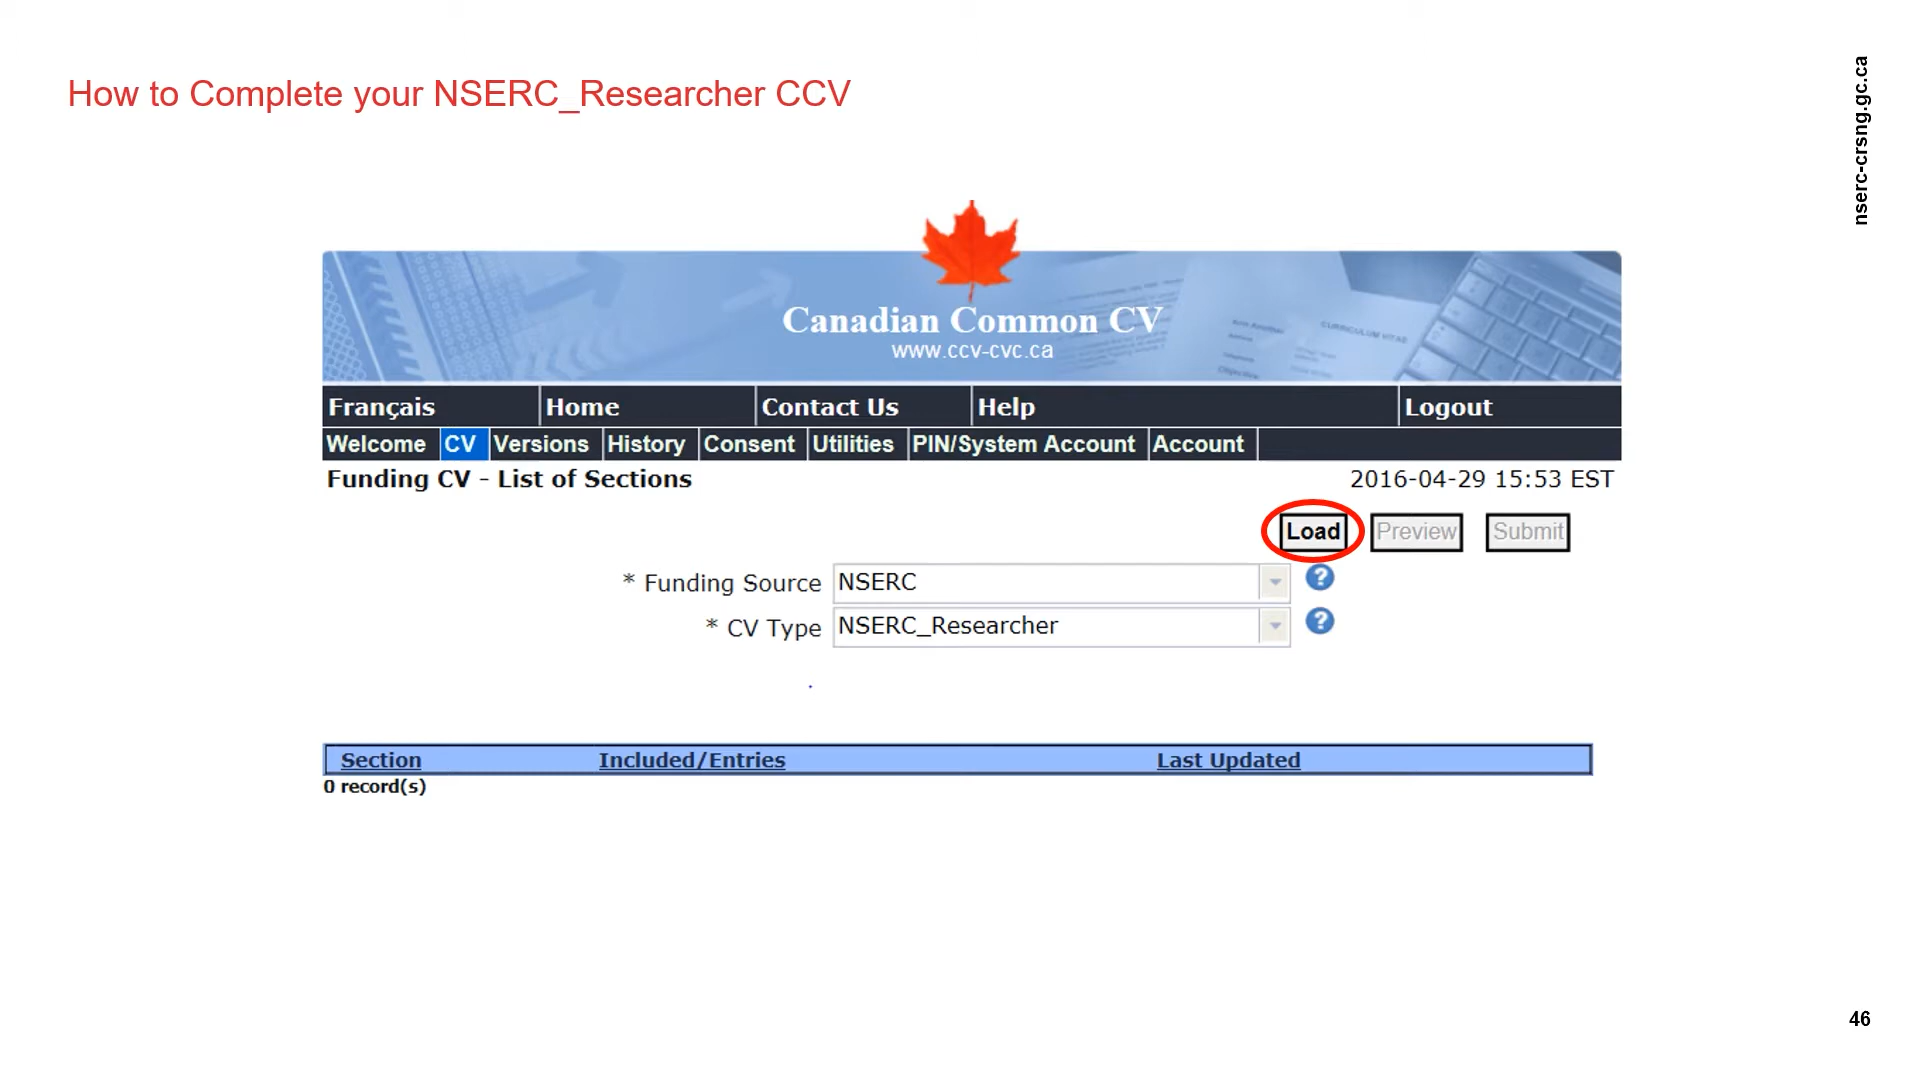 How to Complete your NSERC_Researcher CCV
nserc-crsng.gc.ca
Canadian Common CV
www.ccv-cvc.ca
CURRICULUM VITAE
Français Home Contact Us Help Logout
Welcome CV Versions History Consent Utilities PIN/System Account Account
Funding CV - List of Sections 2016-04-29 15:53 EST
Load Preview Submit
* Funding Source NSERC ?
* CV Type NSERC_Researcher ?
Section Included/Entries Last Updated
0 record(s)
46